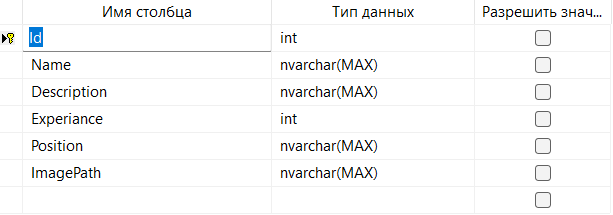 Имя столбца Тип данных Разрешить знач...
Id int
Name nvarchar(MAX)
Description nvarchar(MAX)
Experiance int
Position nvarchar(MAX)
ImagePath nvarchar(MAX)